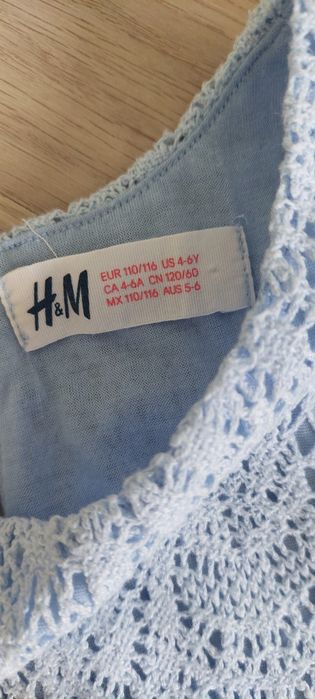 H&M
EUR 110/116 US 4-6Y
CA 4-6A CN 120/60
MX 110/116 AUS 5-6